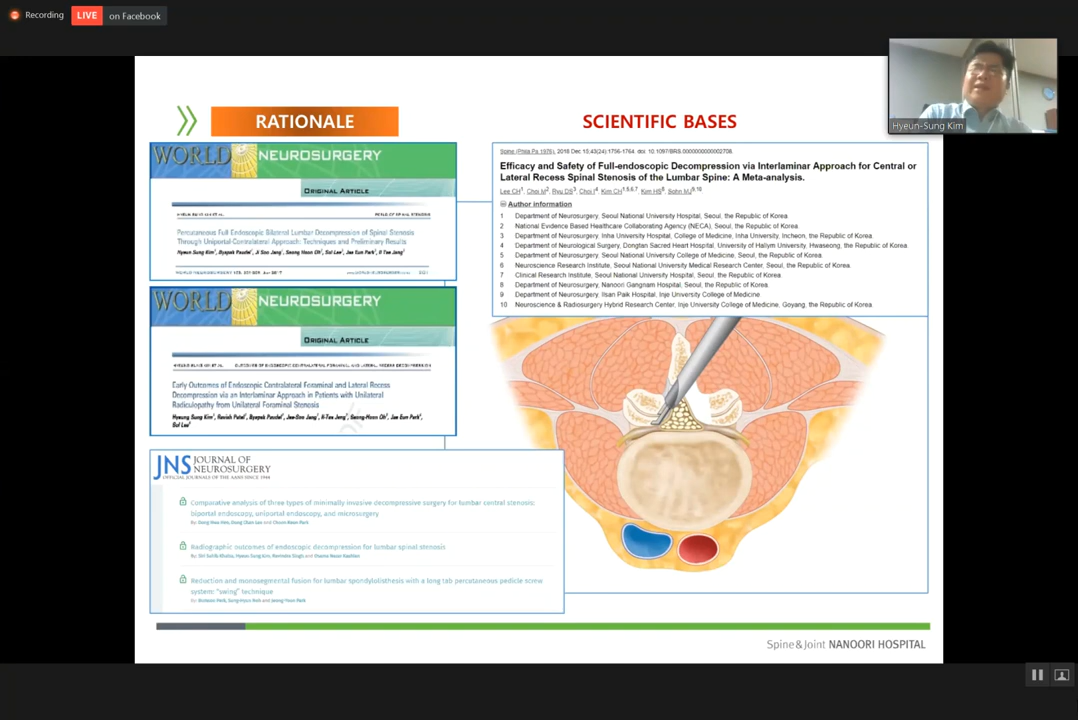 Recording
LIVE on Facebook
Hyeun-Sung Kim
RATIONALE
SCIENTIFIC BASES
WORLD NEUROSURGERY
ORIGINAL ARTICLE
Percutaneous Full Endoscopic Bilateral Lumbar Decompression of Spinal Stenosis
Through Uniportal-Contralateral Approach: Techniques and Preliminary Results
WORLD NEUROSURGERY
ORIGINAL ARTICLE
Early Outcomes of Endoscopic Contralateral Foraminal and Lateral Recess
Decompression via an Interlaminar Approach in Patients with Unilateral
Radiculopathy from Unilateral Foraminal Stenosis
JNS JOURNAL OF
NEUROSURGERY
OFFICIAL JOURNALS OF THE AANS SINCE 1944
Comparative analysis of three types of minimally invasive decompressive surgery for lumbar central stenosis:
biportal endoscopy, uniportal endoscopy, and microsurgery
Radiographic outcomes of endoscopic decompression for lumbar spinal stenosis
Reduction and monosegmental fusion for lumbar spondylolisthesis with a long tab percutaneous pedicle screw
system: "swing" technique
Spine (Phila Pa 1976). 2018 Dec 13;43(24):1756-1764. doi: 10.1097/BRS.0000000000002708.
Efficacy and Safety of Full-endoscopic Decompression via Interlaminar Approach for Central or
Lateral Recess Spinal Stenosis of the Lumbar Spine: A Meta-analysis.
Author information
1 Department of Neurosurgery, Seoul National University Hospital, Seoul, the Republic of Korea
2 National Evidence Based Healthcare Collaborating Agency (NECA), Seoul, the Republic of Korea.
3 Department of Neurosurgery, Inha University Hospital, College of Medicine, Inha University, Incheon, the Republic of Korea.
4 Department of Neurological Surgery, Dongtan Sacred Heart Hospital, University of Hallym University, Hwaseong, the Republic of Korea.
5 Department of Neurosurgery, Seoul National University College of Medicine, Seoul, the Republic of Korea.
6 Neuroscience Research Institute, Seoul National University Medical Research Center, Seoul, the Republic of Korea.
7 Clinical Research Institute, Seoul National University Hospital, Seoul, the Republic of Korea.
8 Department of Neurosurgery, Nanoori Gangnam Hospital, Seoul, the Republic of Korea.
9 Department of Neurosurgery, Ilsan Paik Hospital, Inje University College of Medicine
10 Neuroscience & Radiosurgery Hybrid Research Center, Inje University College of Medicine, Goyang, the Republic of Korea.
Spine & Joint NANOORI HOSPITAL